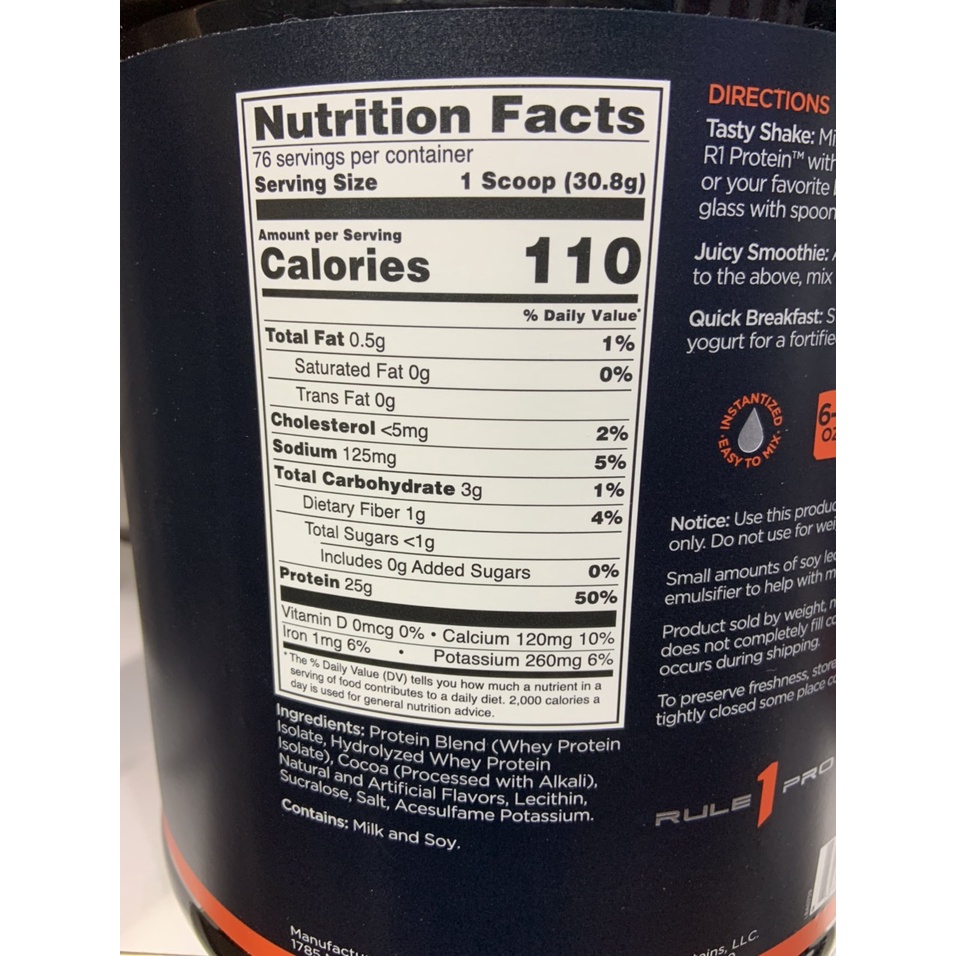 Nutrition Facts
76 servings per container
Serving Size 1 Scoop (30.8g)
Amount per Serving
Calories 110
% Daily Value*
Total Fat 0.5g 1%
Saturated Fat 0g 0%
Trans Fat 0g
Cholesterol <5mg 2%
Sodium 125mg 5%
Total Carbohydrate 3g 1%
Dietary Fiber 1g 4%
Total Sugars <1g
Includes 0g Added Sugars 0%
Protein 25g 50%
Vitamin D 0mcg 0% • Calcium 120mg 10%
Iron 1mg 6% • Potassium 260mg 6%
*The % Daily Value (DV) tells you how much a nutrient in a
serving of food contributes to a daily diet. 2,000 calories a
day is used for general nutrition advice.
Ingredients: Protein Blend (Whey Protein
Isolate, Hydrolyzed Whey Protein
Isolate), Cocoa (Processed with Alkali),
Natural and Artificial Flavors, Lecithin,
Sucralose, Salt, Acesulfame Potassium.
Contains: Milk and Soy.
DIRECTIONS
Tasty Shake:
R1 Protein™ with
or your favorite
glass with spoon
Juicy Smoothie:
to the above, mix
Quick Breakfast:
yogurt for a
INSTANTIZED
• EASY TO MIX •
6-
OZ
Notice: Use this
only. Do not use for
Small amounts of soy
emulsifier to help with
Product sold by weight,
does not completely fill
occurs during shipping.
To preserve freshness, store
tightly closed some place
RULE 1 PRO
1785
LLC.